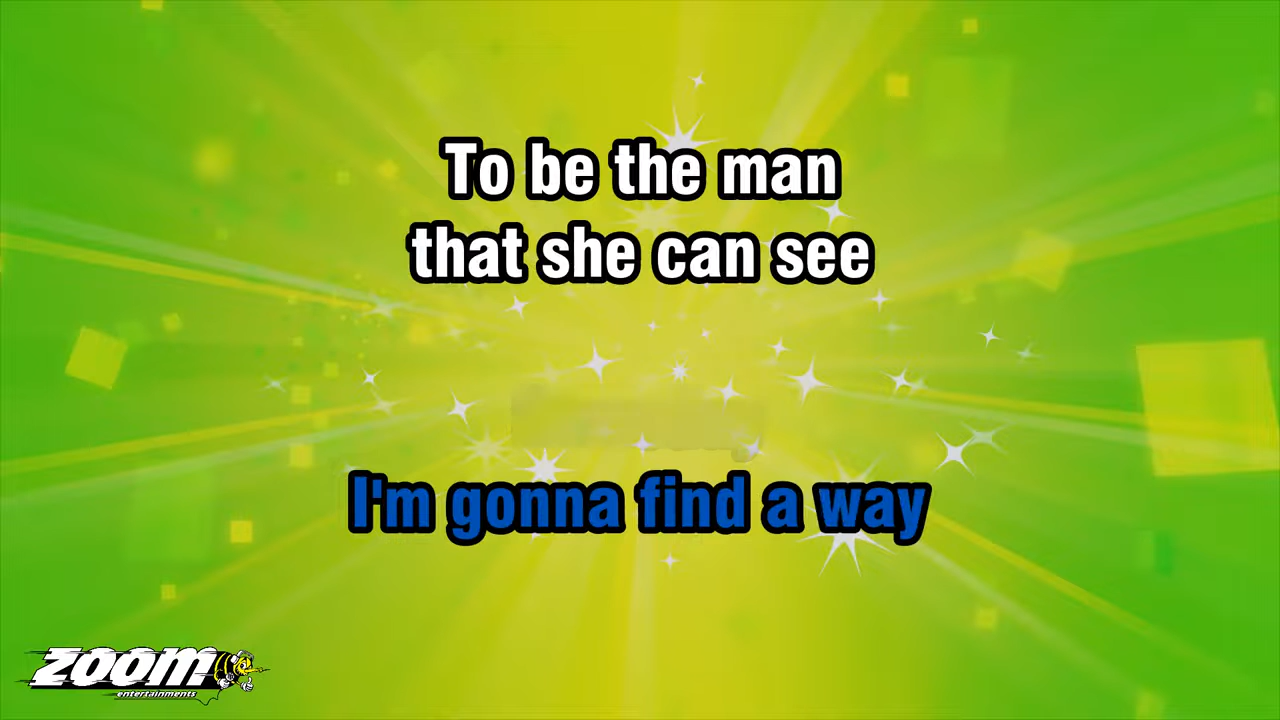 To be the man
that she can see
I'm gonna find a way
ZOOM
entertainments